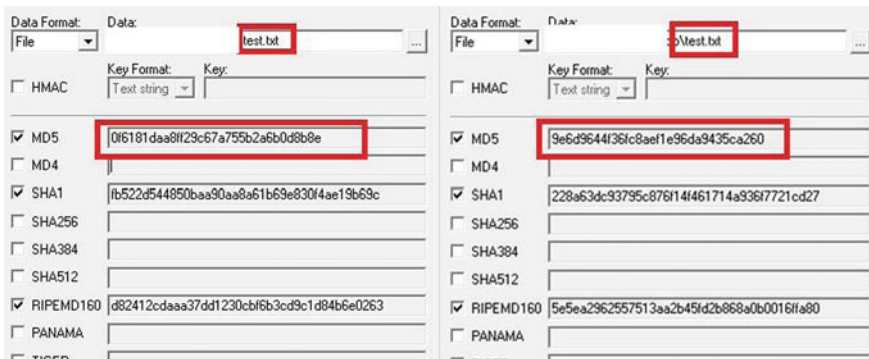 Data Format: Data:
File test.txt ...
Key Format: Key:
HMAC Text string
MD5 0f6181daa8ff29c67a755b2a6b0d8b8e
MD4
SHA1 fb522d544850baa90aa8a61b69e830f4ae19b69c
SHA256
SHA384
SHA512
RIPEMD160 d82412cdaaa37dd1230cbf6b3cd9c1d84b6e0263
PANAMA
TIGER
Data Format: Data:
File \test.txt ...
Key Format: Key:
HMAC Text string
MD5 9e6d9644f36fc8aef1e96da9435ca260
MD4
SHA1 228a63dc93795c876f14f461714a936f7721cd27
SHA256
SHA384
SHA512
RIPEMD160 5e5ea2962557513aa2b45fd2b868a0b0016ffa80
PANAMA